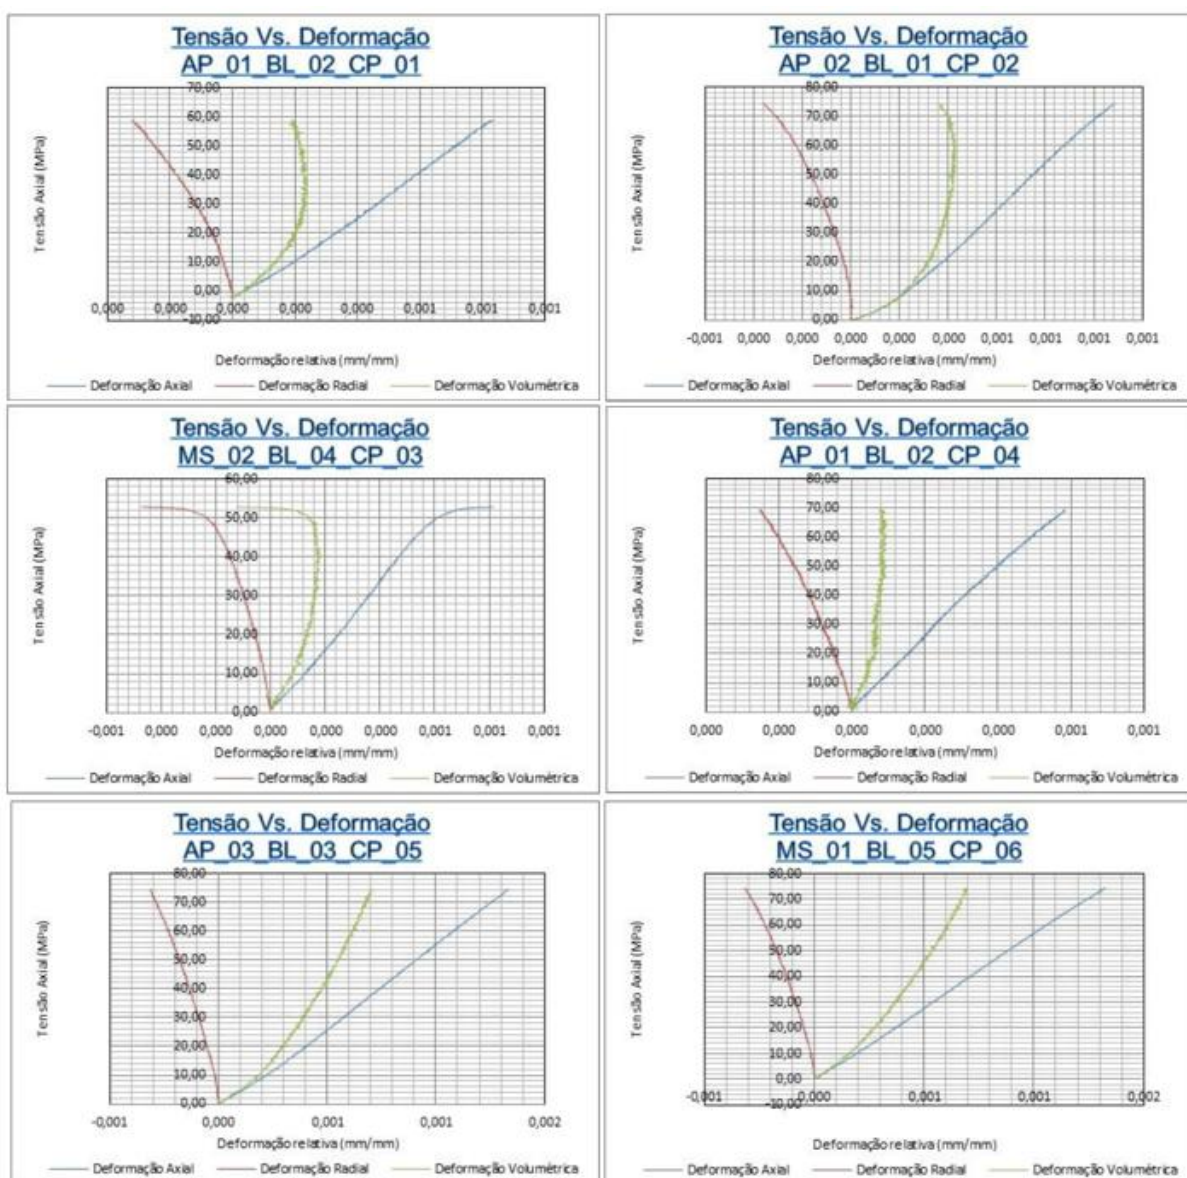 Tensão Vs. Deformação
AP_01_BL_02_CP_01
70,00
60,00
50,00
40,00
30,00
20,00
10,00
0,00
-10,00
Tensão Axial (MPa)
0,000 0,000 0,000 0,000 0,000 0,001 0,001 0,001
Deformação relativa (mm/mm)
Deformação Axial Deformação Radial Deformação Volumétrica
Tensão Vs. Deformação
AP_02_BL_01_CP_02
80,00
70,00
60,00
50,00
40,00
30,00
20,00
10,00
0,00
Tensão Axial (MPa)
-0,001 0,000 0,000 0,000 0,000 0,000 0,001 0,001 0,001 0,001
Deformação relativa (mm/mm)
Deformação Axial Deformação Radial Deformação Volumétrica
Tensão Vs. Deformação
MS_02_BL_04_CP_03
60,00
50,00
40,00
30,00
20,00
10,00
0,00
Tensão Axial (MPa)
-0,001 0,000 0,000 0,000 0,000 0,000 0,001 0,001 0,001
Deformação relativa (mm/mm)
Deformação Axial Deformação Radial Deformação Volumétrica
Tensão Vs. Deformação
AP_01_BL_02_CP_04
80,00
70,00
60,00
50,00
40,00
30,00
20,00
10,00
0,00
Tensão Axial (MPa)
0,000 0,000 0,000 0,000 0,000 0,001 0,001
Deformação relativa (mm/mm)
Deformação Axial Deformação Radial Deformação Volumétrica
Tensão Vs. Deformação
AP_03_BL_03_CP_05
80,00
70,00
60,00
50,00
40,00
30,00
20,00
10,00
0,00
Tensão Axial (MPa)
-0,001 0,000 0,001 0,001 0,002
Deformação relativa (mm/mm)
Deformação Axial Deformação Radial Deformação Volumétrica
Tensão Vs. Deformação
MS_01_BL_05_CP_06
80,00
70,00
60,00
50,00
40,00
30,00
20,00
10,00
0,00
-10,00
Tensão Axial (MPa)
-0,001 0,000 0,001 0,001 0,002
Deformação relativa (mm/mm)
Deformação Axial Deformação Radial Deformação Volumétrica